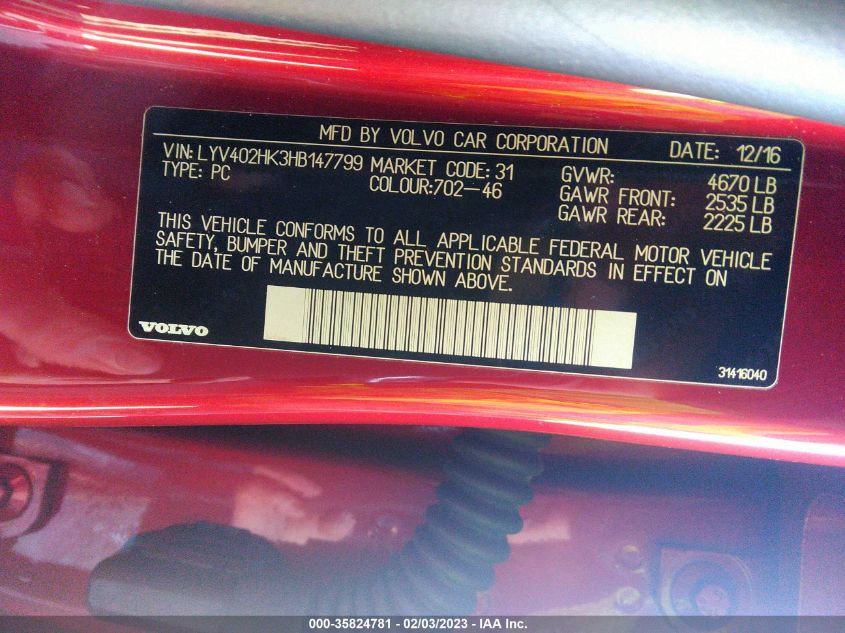 MFD BY VOLVO CAR CORPORATION DATE: 12/16
VIN: LYV402HK3HB147799 MARKET CODE: 31 GVWR: 4670 LB
TYPE: PC COLOUR:702-46 GAWR FRONT: 2535 LB
GAWR REAR: 2225 LB
THIS VEHICLE CONFORMS TO ALL APPLICABLE FEDERAL MOTOR VEHICLE
SAFETY, BUMPER AND THEFT PREVENTION STANDARDS IN EFFECT ON
THE DATE OF MANUFACTURE SHOWN ABOVE.
VOLVO
31416040
000-35824781 - 02/03/2023 - IAA Inc.